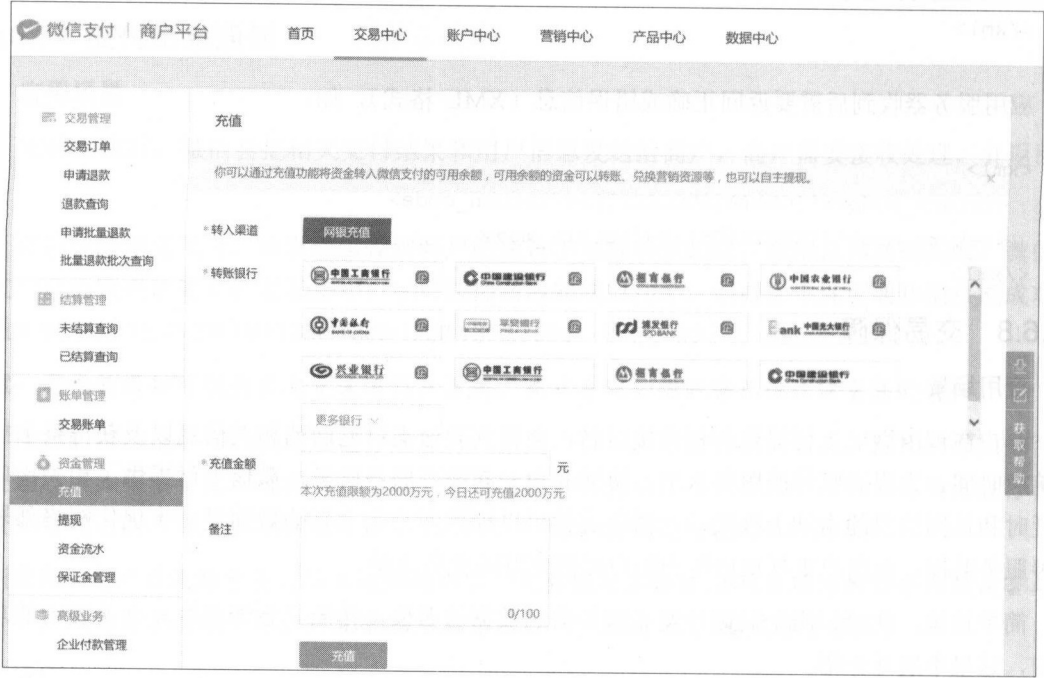 微信支付 | 商户平台
首页 交易中心 账户中心 营销中心 产品中心 数据中心
交易管理
交易订单
申请退款
退款查询
申请批量退款
批量退款批次查询
结算管理
未结算查询
已结算查询
账单管理
交易账单
资金管理
充值
提现
资金流水
保证金管理
高级业务
企业付款管理
充值
你可以通过充值功能将资金转入微信支付的可用余额，可用余额的资金可以转账、兑换营销资源等，也可以自主提现。
*转入渠道 网银充值
*转账银行
中国工商银行 中国建设银行 招商银行 中国农业银行
中国银行 平安银行 浦发银行 SPD BANK Bank 中国光大银行
兴业银行 中国工商银行 招商银行 中国建设银行
更多银行
*充值金额 元
本次充值限额为2000万元，今日还可充值2000万元
备注
0/100
充值
获取帮助